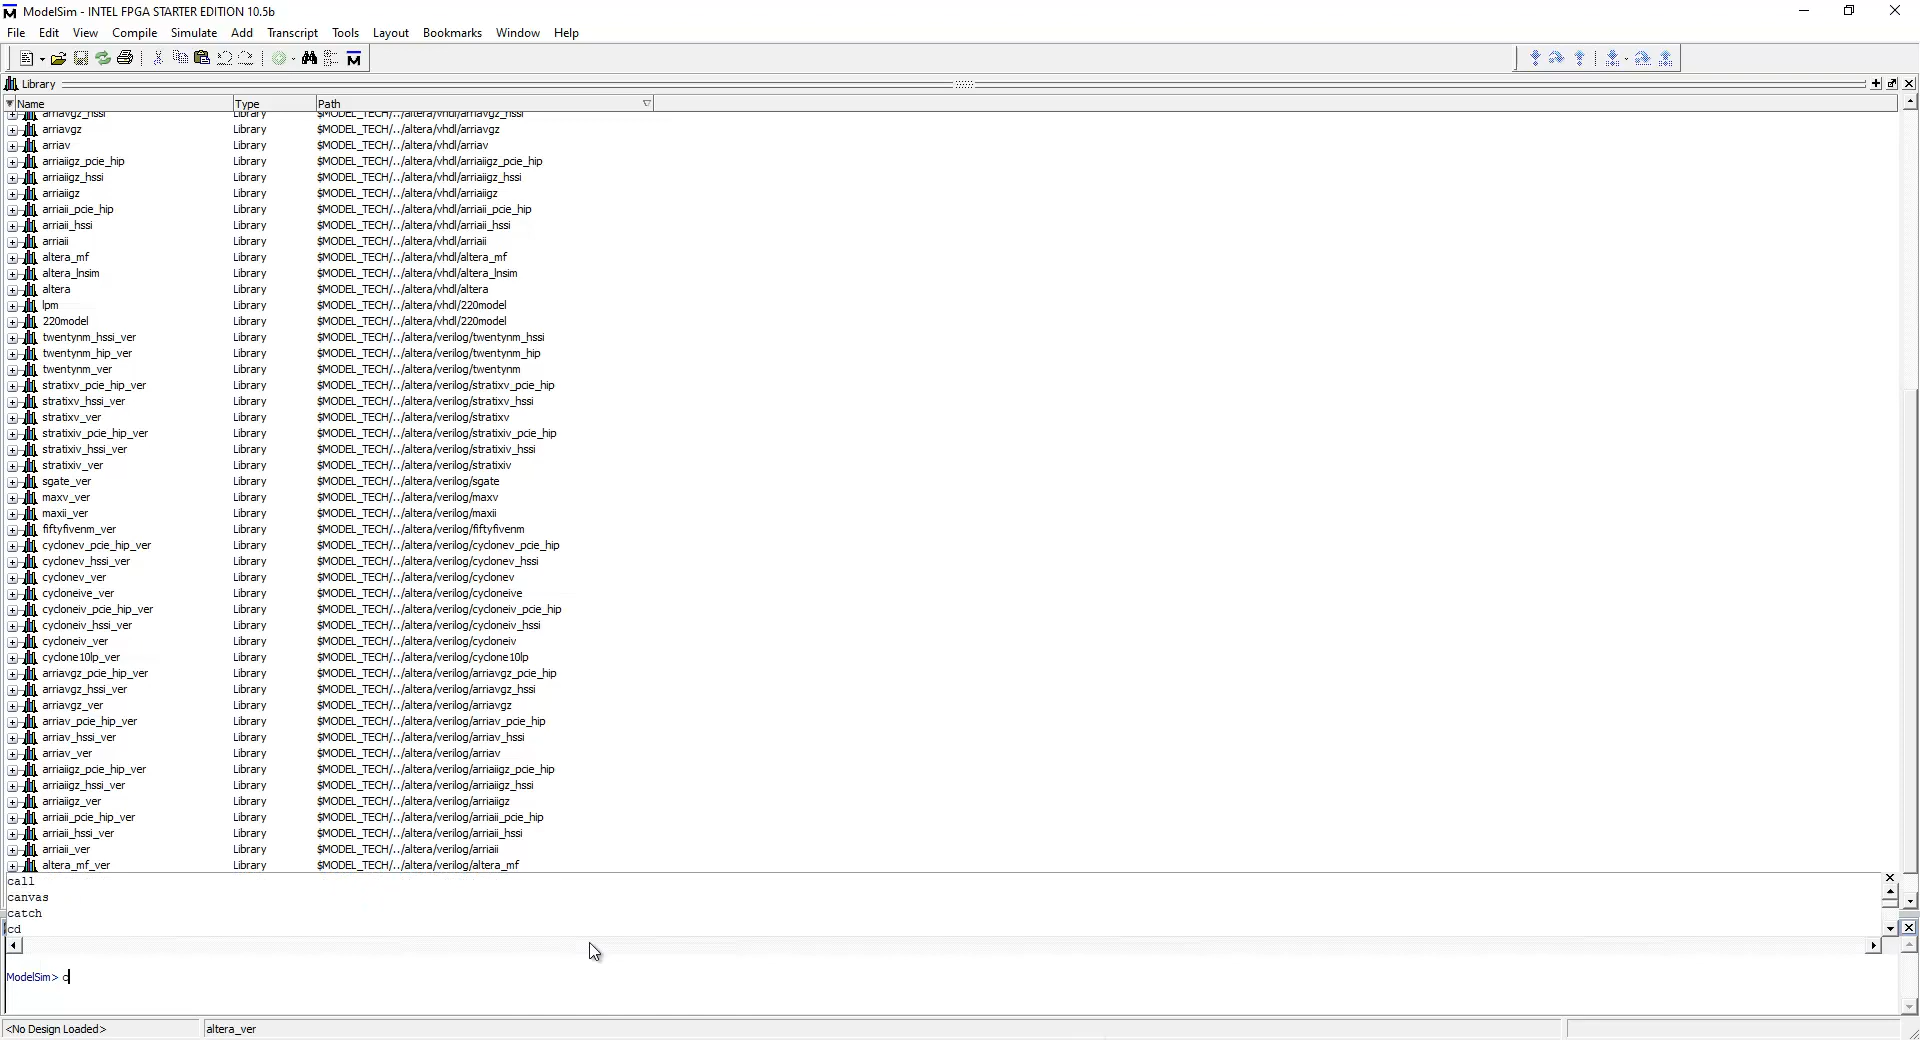 ModelSim - INTEL FPGA STARTER EDITION 10.5b
File Edit View Compile Simulate Add Transcript Tools Layout Bookmarks Window Help
Library
Name Type Path
arriavgz_hssi Library $MODEL_TECH/../altera/vhdl/arriavgz_hssi
arriavgz Library $MODEL_TECH/../altera/vhdl/arriavgz
arriav Library $MODEL_TECH/../altera/vhdl/arriav
arriaiigz_pcie_hip Library $MODEL_TECH/../altera/vhdl/arriaiigz_pcie_hip
arriaiigz_hssi Library $MODEL_TECH/../altera/vhdl/arriaiigz_hssi
arriaiigz Library $MODEL_TECH/../altera/vhdl/arriaiigz
arriaii_pcie_hip Library $MODEL_TECH/../altera/vhdl/arriaii_pcie_hip
arriaii_hssi Library $MODEL_TECH/../altera/vhdl/arriaii_hssi
arriaii Library $MODEL_TECH/../altera/vhdl/arriaii
altera_mf Library $MODEL_TECH/../altera/vhdl/altera_mf
altera_lnsim Library $MODEL_TECH/../altera/vhdl/altera_lnsim
altera Library $MODEL_TECH/../altera/vhdl/altera
lpm Library $MODEL_TECH/../altera/vhdl/220model
220model Library $MODEL_TECH/../altera/vhdl/220model
twentynm_hssi_ver Library $MODEL_TECH/../altera/verilog/twentynm_hssi
twentynm_hip_ver Library $MODEL_TECH/../altera/verilog/twentynm_hip
twentynm_ver Library $MODEL_TECH/../altera/verilog/twentynm
stratixv_pcie_hip_ver Library $MODEL_TECH/../altera/verilog/stratixv_pcie_hip
stratixv_hssi_ver Library $MODEL_TECH/../altera/verilog/stratixv_hssi
stratixv_ver Library $MODEL_TECH/../altera/verilog/stratixv
stratixiv_pcie_hip_ver Library $MODEL_TECH/../altera/verilog/stratixiv_pcie_hip
stratixiv_hssi_ver Library $MODEL_TECH/../altera/verilog/stratixiv_hssi
stratixiv_ver Library $MODEL_TECH/../altera/verilog/stratixiv
sgate_ver Library $MODEL_TECH/../altera/verilog/sgate
maxv_ver Library $MODEL_TECH/../altera/verilog/maxv
maxii_ver Library $MODEL_TECH/../altera/verilog/maxii
fiftyfivenm_ver Library $MODEL_TECH/../altera/verilog/fiftyfivenm
cyclonev_pcie_hip_ver Library $MODEL_TECH/../altera/verilog/cyclonev_pcie_hip
cyclonev_hssi_ver Library $MODEL_TECH/../altera/verilog/cyclonev_hssi
cyclonev_ver Library $MODEL_TECH/../altera/verilog/cyclonev
cycloneive_ver Library $MODEL_TECH/../altera/verilog/cycloneive
cycloneiv_pcie_hip_ver Library $MODEL_TECH/../altera/verilog/cycloneiv_pcie_hip
cycloneiv_hssi_ver Library $MODEL_TECH/../altera/verilog/cycloneiv_hssi
cycloneiv_ver Library $MODEL_TECH/../altera/verilog/cycloneiv
cyclone10lp_ver Library $MODEL_TECH/../altera/verilog/cyclone10lp
arriavgz_pcie_hip_ver Library $MODEL_TECH/../altera/verilog/arriavgz_pcie_hip
arriavgz_hssi_ver Library $MODEL_TECH/../altera/verilog/arriavgz_hssi
arriavgz_ver Library $MODEL_TECH/../altera/verilog/arriavgz
arriav_pcie_hip_ver Library $MODEL_TECH/../altera/verilog/arriav_pcie_hip
arriav_hssi_ver Library $MODEL_TECH/../altera/verilog/arriav_hssi
arriav_ver Library $MODEL_TECH/../altera/verilog/arriav
arriaiigz_pcie_hip_ver Library $MODEL_TECH/../altera/verilog/arriaiigz_pcie_hip
arriaiigz_hssi_ver Library $MODEL_TECH/../altera/verilog/arriaiigz_hssi
arriaiigz_ver Library $MODEL_TECH/../altera/verilog/arriaiigz
arriaii_pcie_hip_ver Library $MODEL_TECH/../altera/verilog/arriaii_pcie_hip
arriaii_hssi_ver Library $MODEL_TECH/../altera/verilog/arriaii_hssi
arriaii_ver Library $MODEL_TECH/../altera/verilog/arriaii
altera_mf_ver Library $MODEL_TECH/../altera/verilog/altera_mf
call
canvas
catch
cd
ModelSim> c
<No Design Loaded> altera_ver